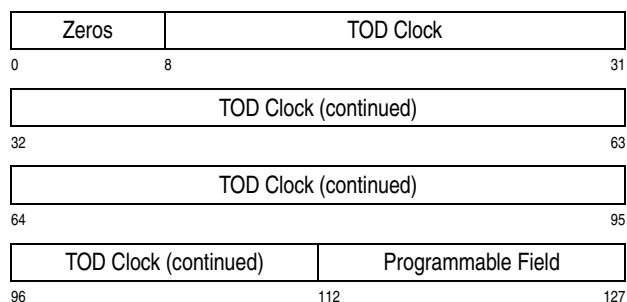 Zeros TOD Clock
0 8 31
TOD Clock (continued)
32 63
TOD Clock (continued)
64 95
TOD Clock (continued) Programmable Field
96 112 127